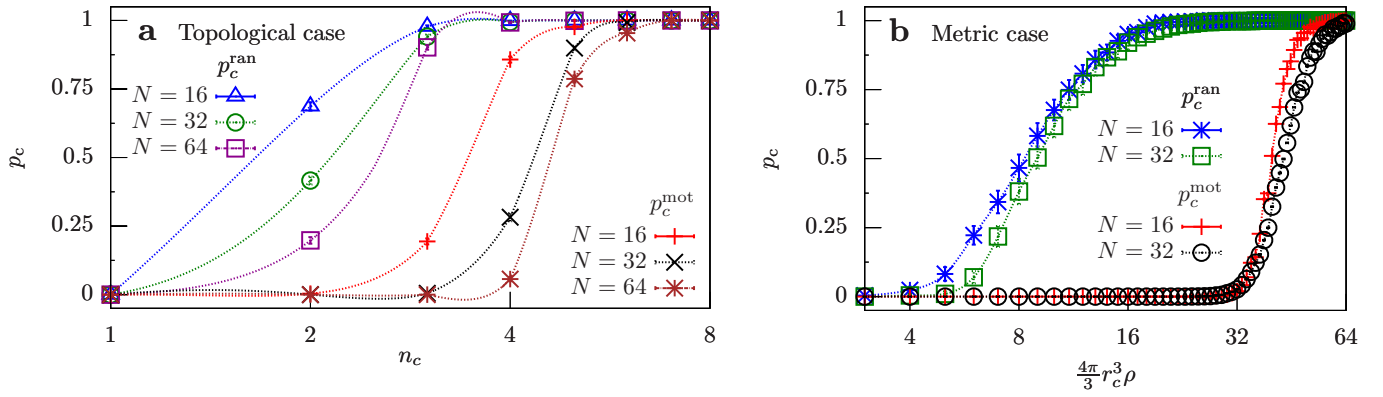 a Topological case
p_c^ran
N = 16
N = 32
N = 64
p_c^mot
N = 16
N = 32
N = 64
1
0.75
0.5
0.25
0
p_c
1 2 4 8
n_c
b Metric case
p_c^ran
N = 16
N = 32
p_c^mot
N = 16
N = 32
1
0.75
0.5
0.25
0
p_c
4 8 16 32 64
4π/3 r_c^3 ρ